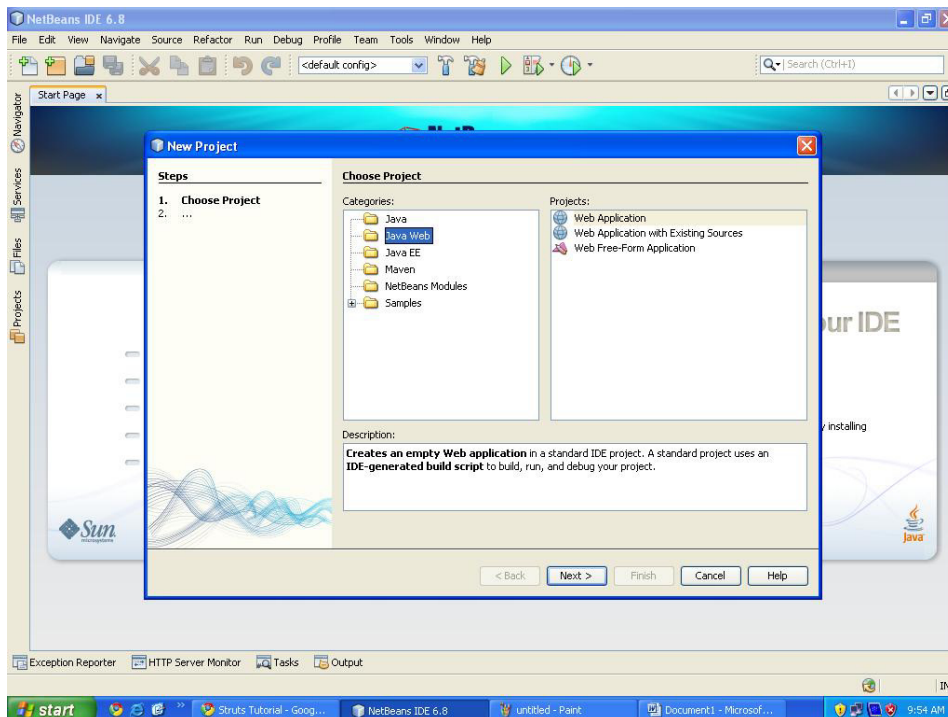 NetBeans IDE 6.8
File Edit View Navigate Source Refactor Run Debug Profile Team Tools Window Help
<default config>
Search (Ctrl+I)
Start Page
Navigator
Services
Files
Projects
New Project
Steps
1. Choose Project
2. ...
Choose Project
Categories:
Java
Java Web
Java EE
Maven
NetBeans Modules
Samples
Projects:
Web Application
Web Application with Existing Sources
Web Free-Form Application
Description:
Creates an empty Web application in a standard IDE project. A standard project uses an
IDE-generated build script to build, run, and debug your project.
< Back Next > Finish Cancel Help
our IDE
installing
Sun
microsystems
Java
Exception Reporter HTTP Server Monitor Tasks Output
start
Struts Tutorial - Goog...
NetBeans IDE 6.8
untitled - Paint
Document1 - Microsof...
9:54 AM